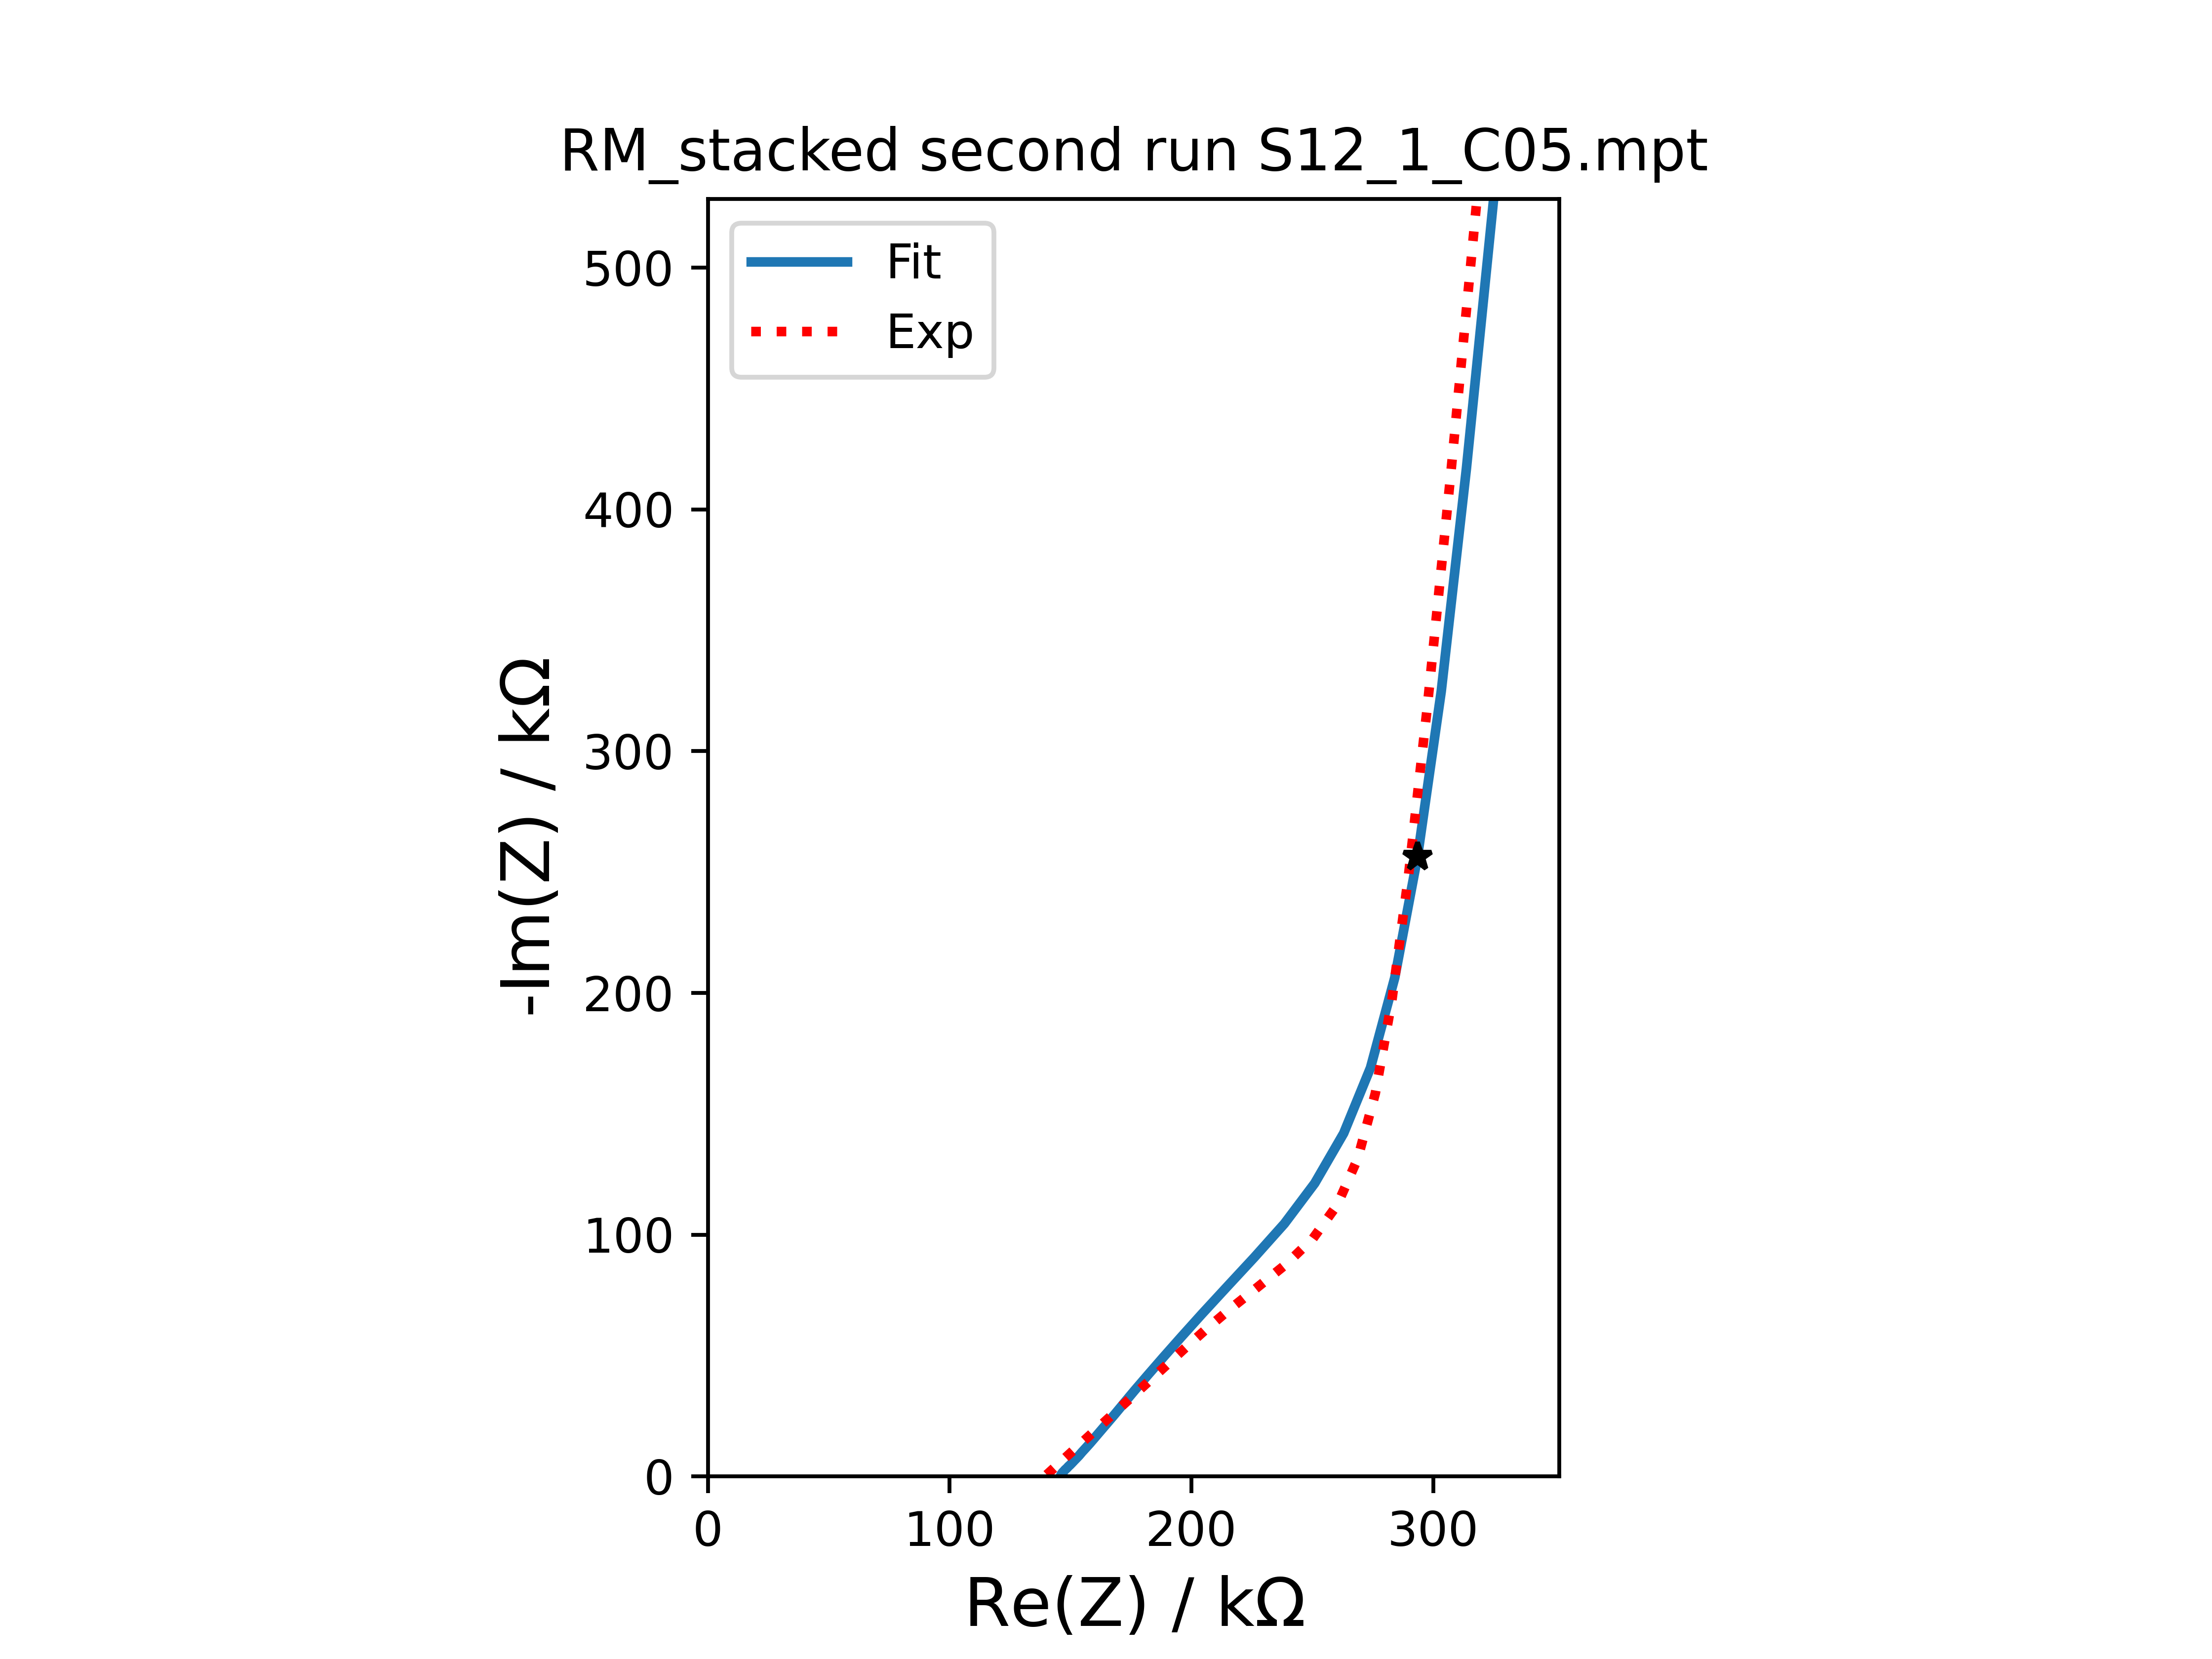 RM_stacked second run S12_1_C05.mpt
Fit
Exp
500
400
300
200
100
0
-Im(Z) / kΩ
0 100 200 300
Re(Z) / kΩ